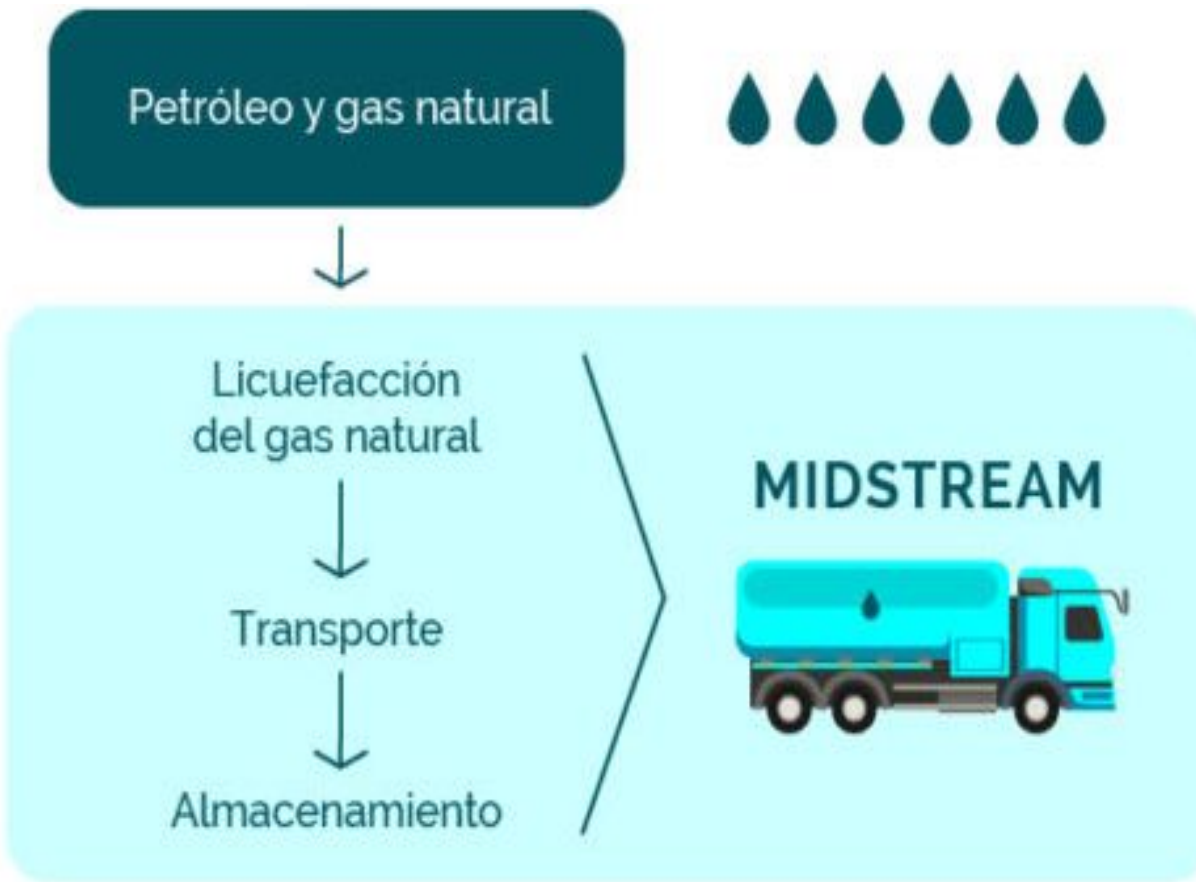 Petróleo y gas natural
Licuefacción
del gas natural
MIDSTREAM
Transporte
Almacenamiento